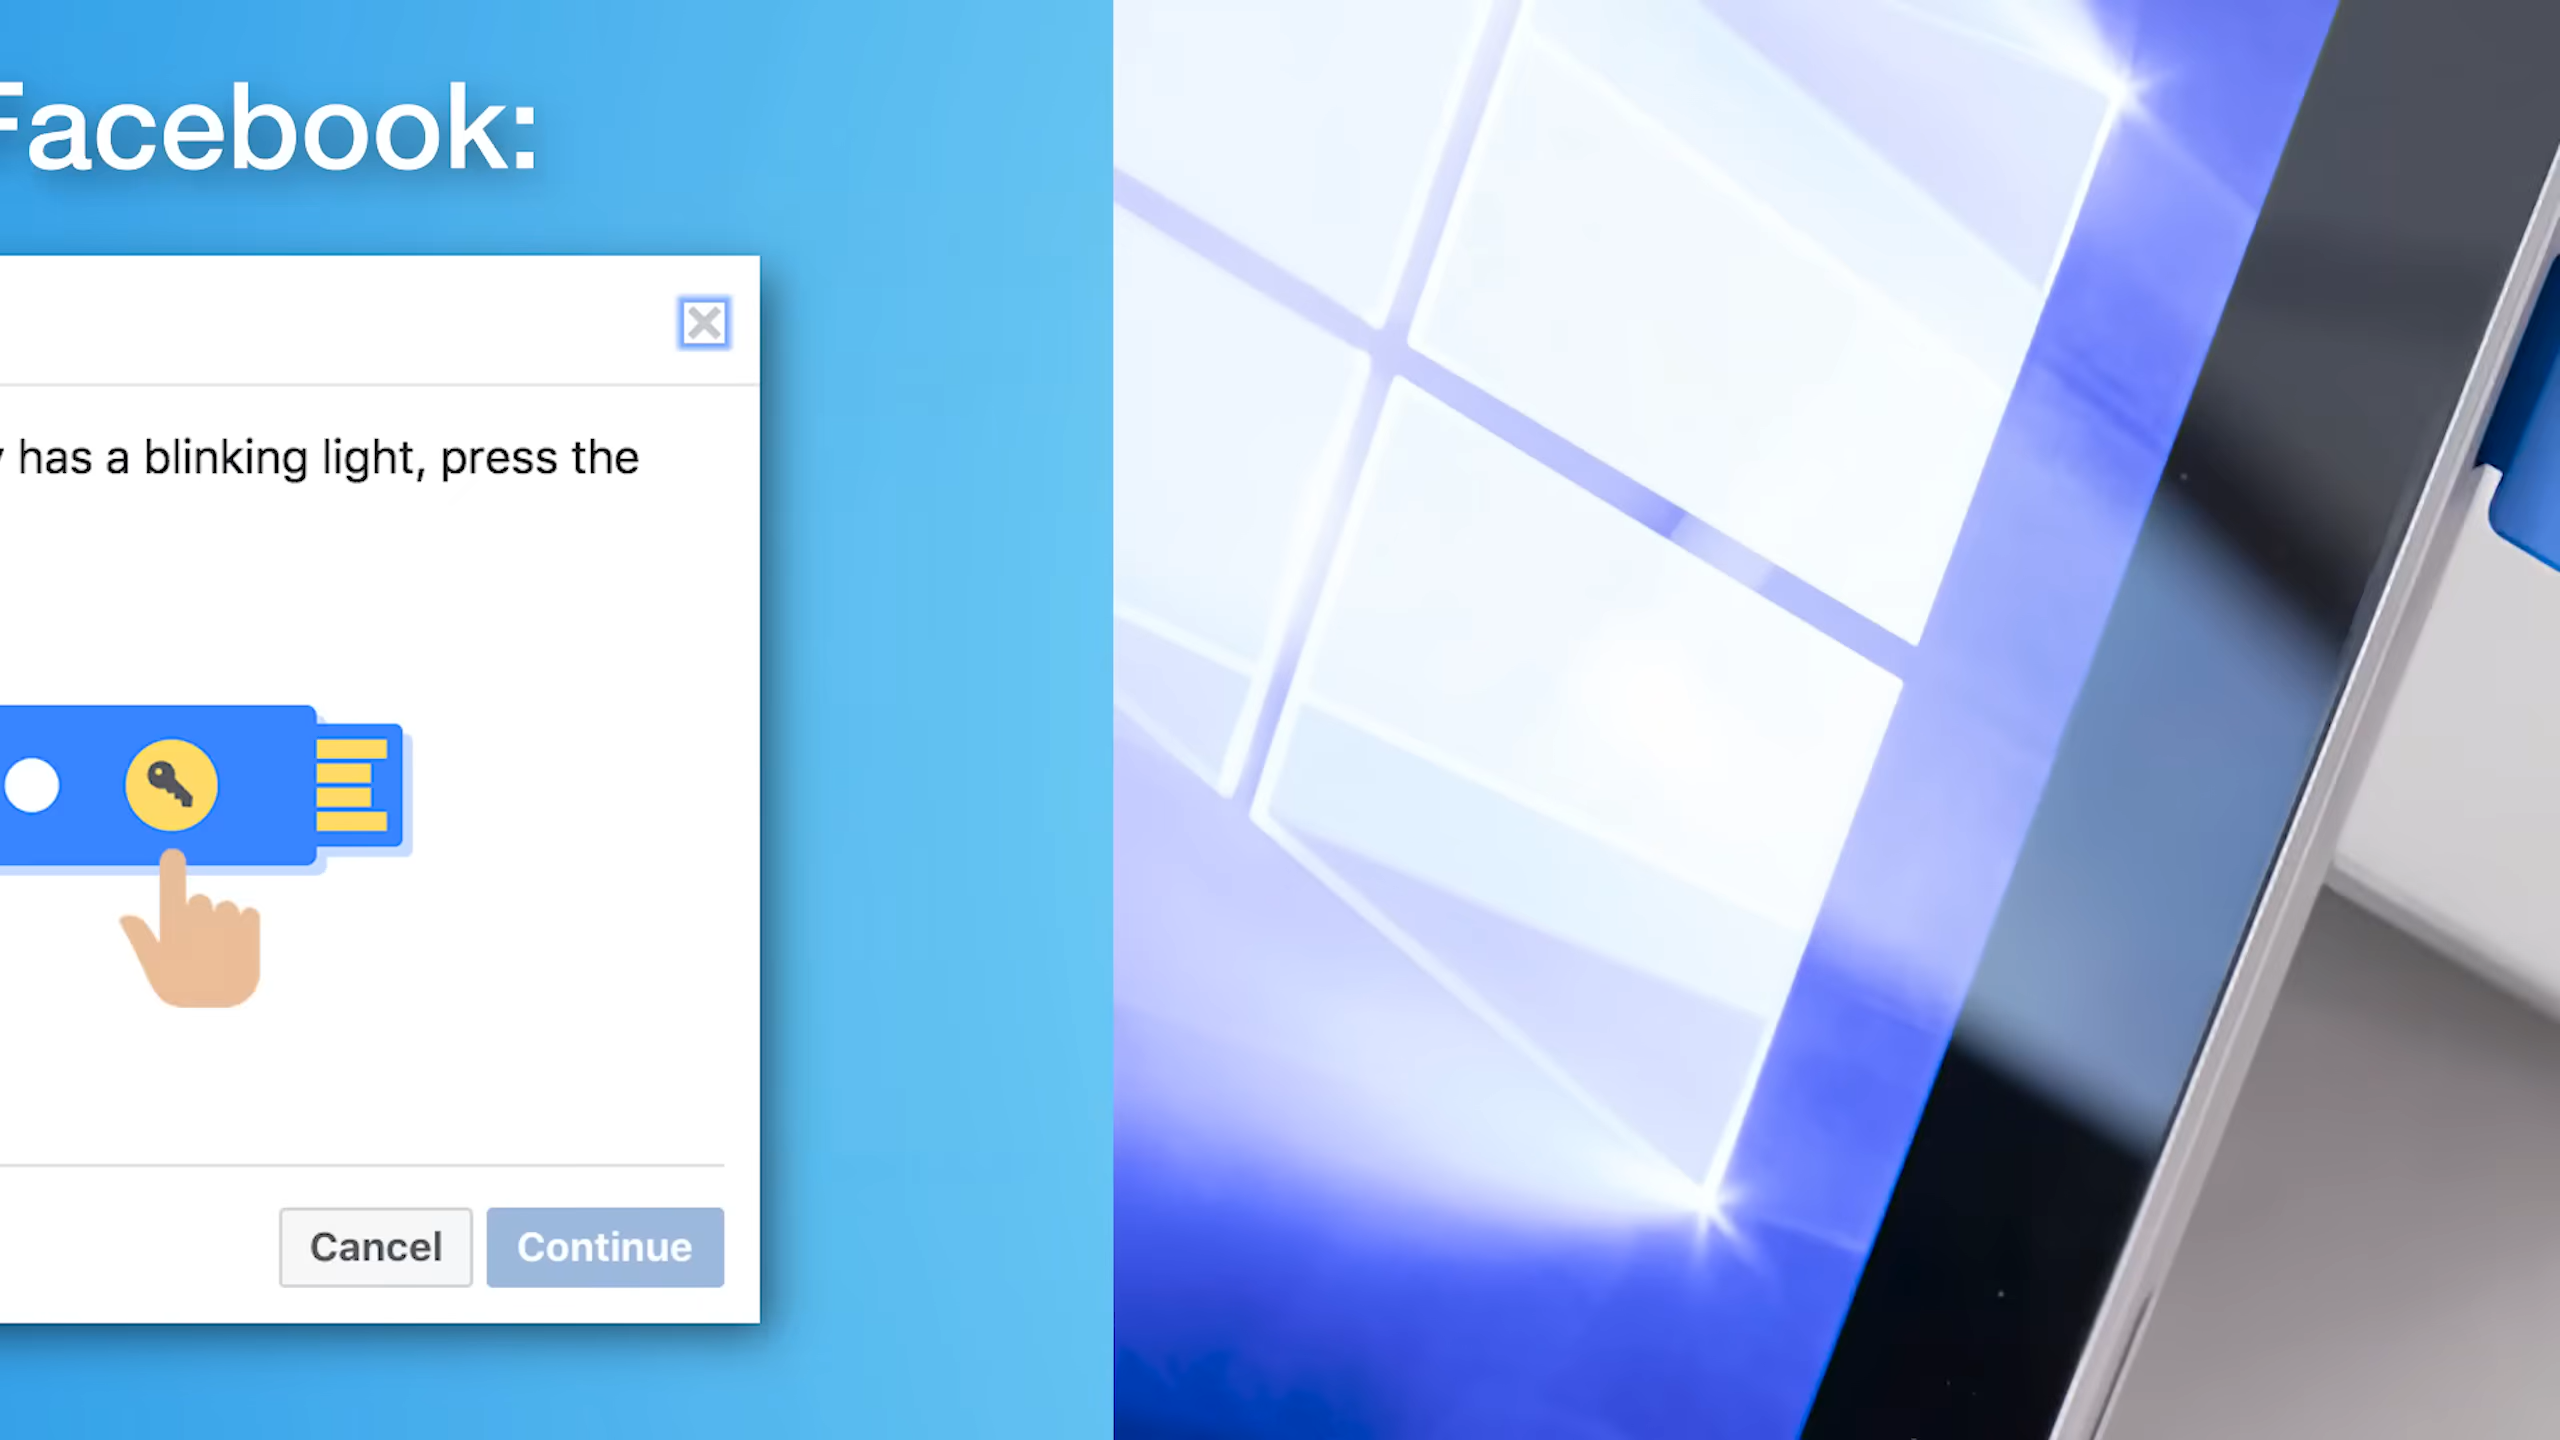 Facebook:
has a blinking light, press the
Cancel
Continue